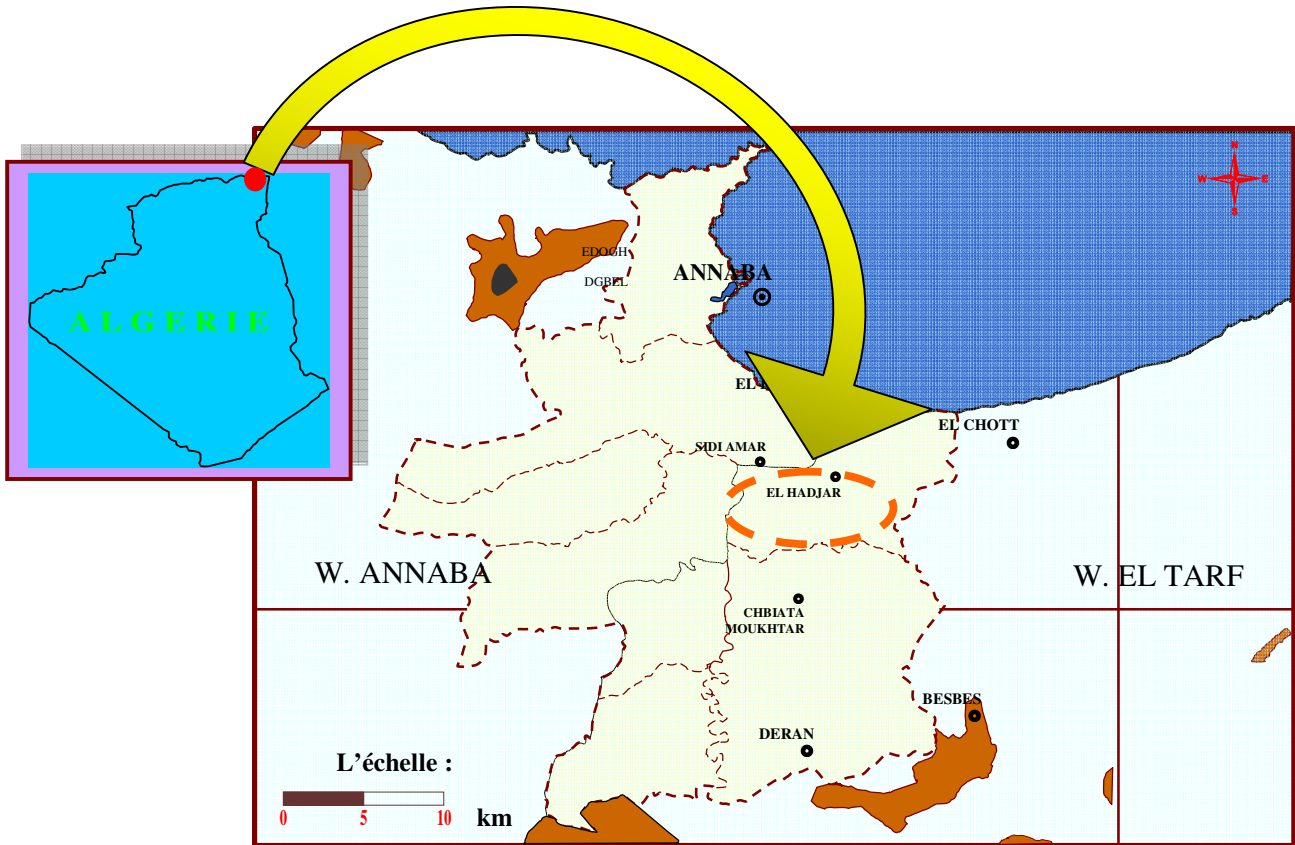 N
W E
S
EDOGH
DGBEL
ANNABA
ALGERIE
EL
EL CHOTT
SIDI AMAR
EL HADJAR
W. ANNABA
W. EL TARF
CHBIATA
MOUKHTAR
BESBES
DERAN
L'échelle :
0 5 10 km